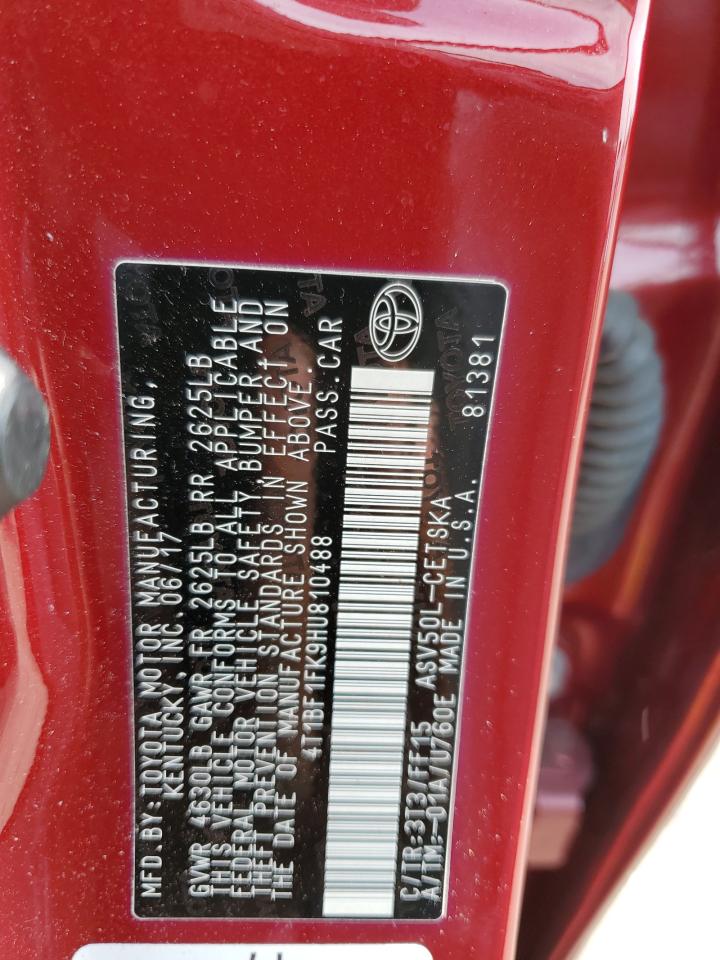 MFD.BY:TOYOTA MOTOR MANUFACTURING,
KENTUCKY,INC. 06/17
GVWR 4630LB GAWR FR 2625LB RR 2625LB
THIS VEHICLE CONFORMS TO ALL APPLICABLE
FEDERAL MOTOR VEHICLE SAFETY,BUMPER,AND
THEFT PREVENTION STANDARDS IN EFFECT ON
THE DATE OF MANUFACTURE SHOWN ABOVE.
4T1BF1FK9HU810488 PASS.CAR
C/TR:3T3/FF15 ASV50L-CETSKA
A/TM:-01A/U760E MADE IN U.S.A. 81381
TOYOTA